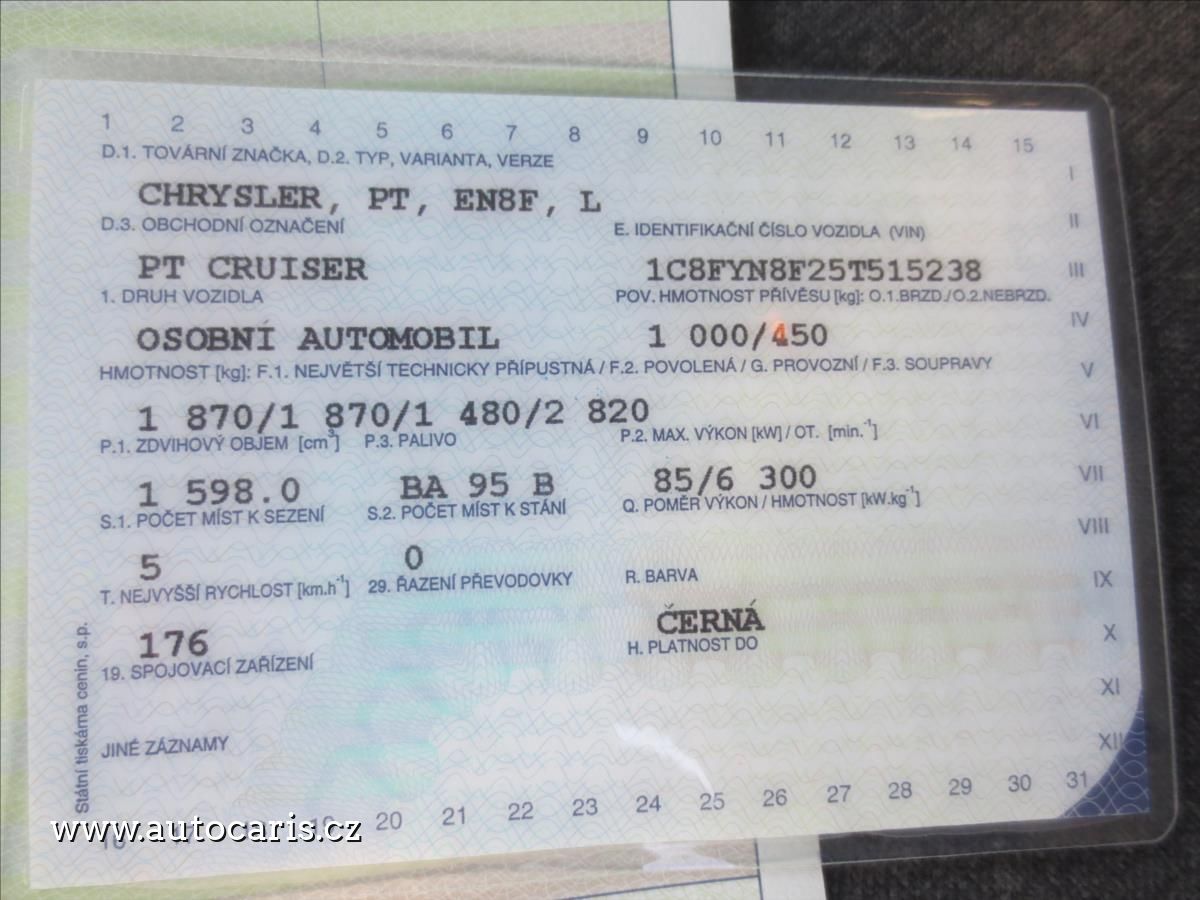 1 2 3 4 5 6 7 8 9 10 11 12 13 14 15
D.1. TOVÁRNÍ ZNAČKA, D.2. TYP, VARIANTA, VERZE
I
CHRYSLER, PT, EN8F, L
D.3. OBCHODNÍ OZNAČENÍ E. IDENTIFIKAČNÍ ČÍSLO VOZIDLA (VIN) II
PT CRUISER 1C8FYN8F25T515238 III
1. DRUH VOZIDLA POV. HMOTNOST PŘÍVĚSU [kg]: O.1.BRZD./O.2.NEBRZD.
OSOBNÍ AUTOMOBIL 1 000/450 IV
HMOTNOST [kg]: F.1. NEJVĚTŠÍ TECHNICKY PŘÍPUSTNÁ / F.2. POVOLENÁ / G. PROVOZNÍ / F.3. SOUPRAVY V
1 870/1 870/1 480/2 820 VI
P.1. ZDVIHOVÝ OBJEM [cm³] P.3. PALIVO P.2. MAX. VÝKON [kW] / OT. [min.⁻¹]
1 598.0 BA 95 B 85/6 300 VII
S.1. POČET MÍST K SEZENÍ S.2. POČET MÍST K STÁNÍ Q. POMĚR VÝKON / HMOTNOST [kW.kg⁻¹]
VIII
5 0
T. NEJVYŠŠÍ RYCHLOST [km.h⁻¹] 29. ŘAZENÍ PŘEVODOVKY R. BARVA IX
176 ČERNÁ X
19. SPOJOVACÍ ZAŘÍZENÍ H. PLATNOST DO
XI
JINÉ ZÁZNAMY XII
20 21 22 23 24 25 26 27 28 29 30 31
Státní tiskárna cenin, s.p.
www.autocaris.cz